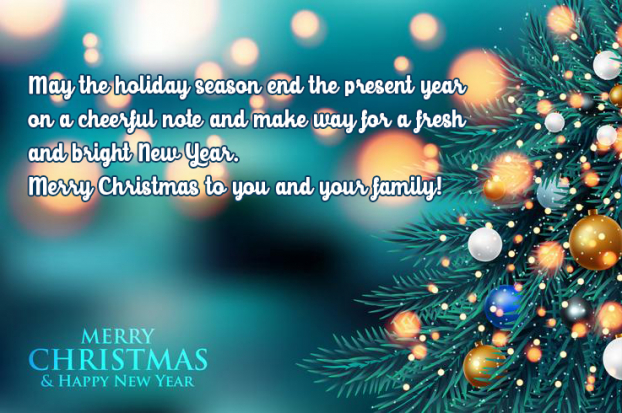 May the holiday season end the present year
on a cheerful note and make way for a fresh
and bright New Year.
Merry Christmas to you and your family!
MERRY
CHRISTMAS
& HAPPY NEW YEAR